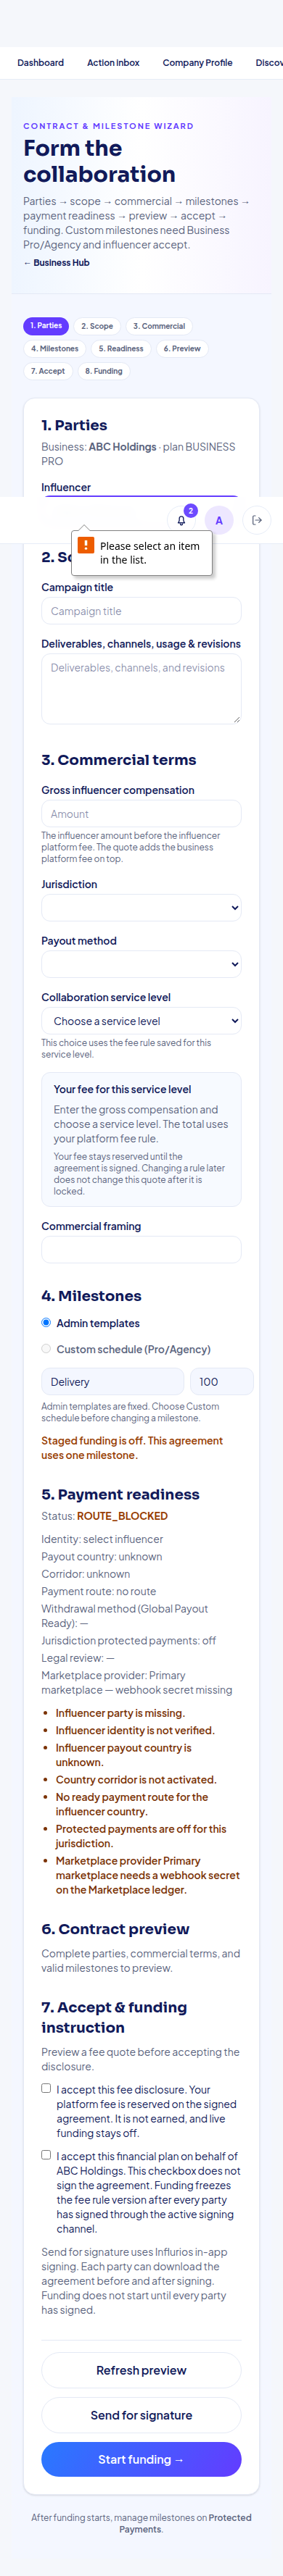 Dashboard Action Inbox Company Profile Discov
CONTRACT & MILESTONE WIZARD
Form the
collaboration
Parties → scope → commercial → milestones →
payment readiness → preview → accept →
funding. Custom milestones need Business
Pro/Agency and influencer accept.
← Business Hub
1. Parties 2. Scope 3. Commercial
4. Milestones 5. Readiness 6. Preview
7. Accept 8. Funding
1. Parties
Business: ABC Holdings · plan BUSINESS
PRO
Influencer
2
A
Please select an item
in the list.
2. Sc
Campaign title
Campaign title
Deliverables, channels, usage & revisions
Deliverables, channels, and revisions
3. Commercial terms
Gross influencer compensation
Amount
The influencer amount before the influencer
platform fee. The quote adds the business
platform fee on top.
Jurisdiction
Payout method
Collaboration service level
Choose a service level
This choice uses the fee rule saved for this
service level.
Your fee for this service level
Enter the gross compensation and
choose a service level. The total uses
your platform fee rule.
Your fee stays reserved until the
agreement is signed. Changing a rule later
does not change this quote after it is
locked.
Commercial framing
4. Milestones
Admin templates
Custom schedule (Pro/Agency)
Delivery 100
Admin templates are fixed. Choose Custom
schedule before changing a milestone.
Staged funding is off. This agreement
uses one milestone.
5. Payment readiness
Status: ROUTE_BLOCKED
Identity: select influencer
Payout country: unknown
Corridor: unknown
Payment route: no route
Withdrawal method (Global Payout
Ready): —
Jurisdiction protected payments: off
Legal review: —
Marketplace provider: Primary
marketplace — webhook secret missing
• Influencer party is missing.
• Influencer identity is not verified.
• Influencer payout country is
unknown.
• Country corridor is not activated.
• No ready payment route for the
influencer country.
• Protected payments are off for this
jurisdiction.
• Marketplace provider Primary
marketplace needs a webhook secret
on the Marketplace ledger.
6. Contract preview
Complete parties, commercial terms, and
valid milestones to preview.
7. Accept & funding
instruction
Preview a fee quote before accepting the
disclosure.
I accept this fee disclosure. Your
platform fee is reserved on the signed
agreement. It is not earned, and live
funding stays off.
I accept this financial plan on behalf of
ABC Holdings. This checkbox does not
sign the agreement. Funding freezes
the fee rule version after every party
has signed through the active signing
channel.
Send for signature uses Influrios in-app
signing. Each party can download the
agreement before and after signing.
Funding does not start until every party
has signed.
Refresh preview
Send for signature
Start funding →
After funding starts, manage milestones on Protected
Payments.